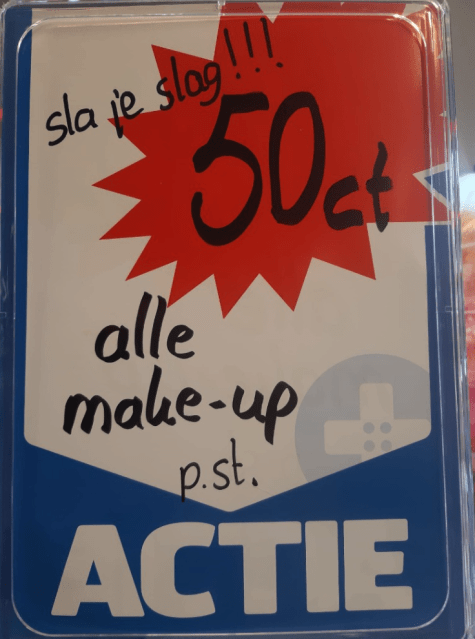 sla je slag!!!
50ct
alle
make-up
p.st.
ACTIE